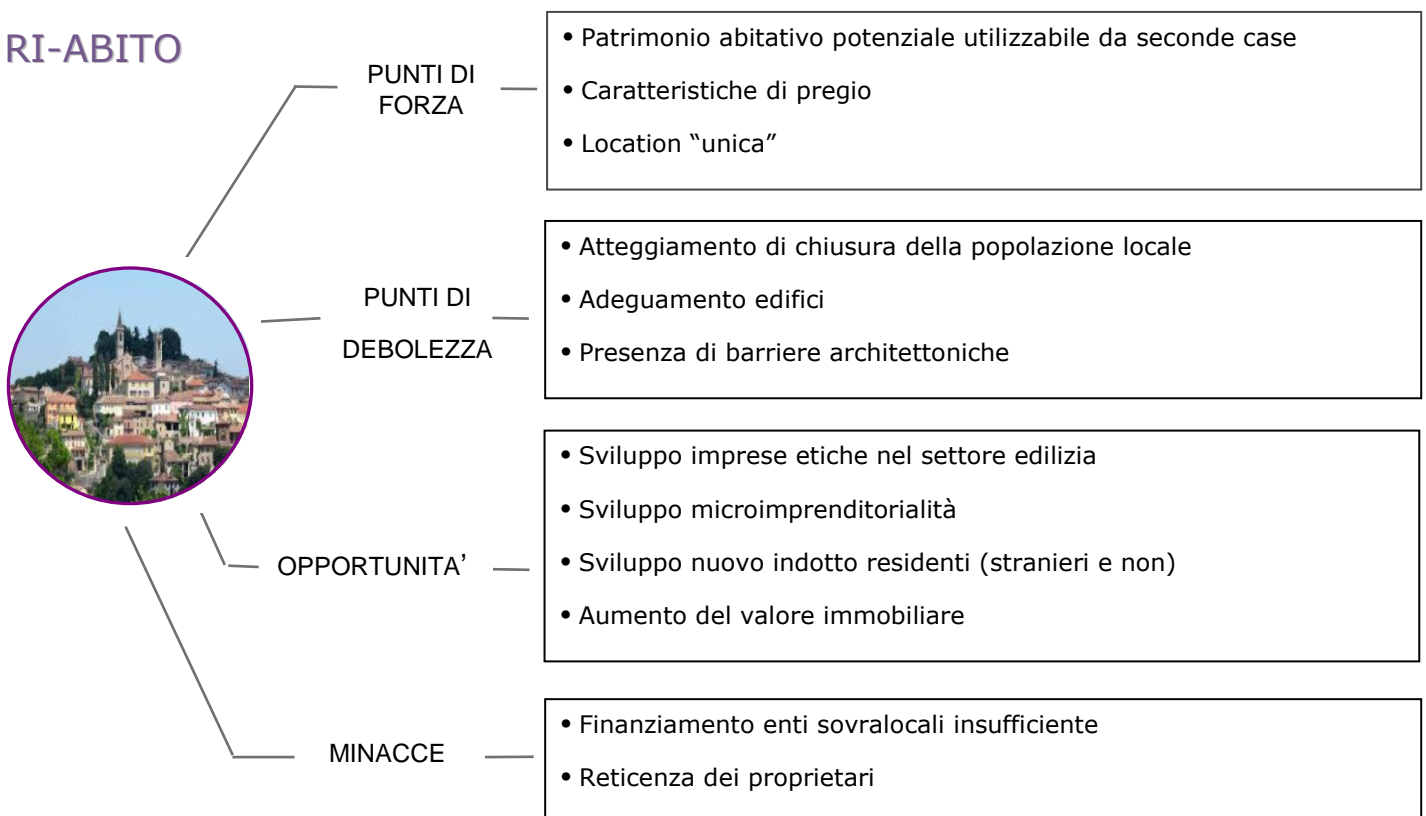 RI-ABITO
PUNTI DI
FORZA
• Patrimonio abitativo potenziale utilizzabile da seconde case
• Caratteristiche di pregio
• Location “unica”
PUNTI DI
DEBOLEZZA
• Atteggiamento di chiusura della popolazione locale
• Adeguamento edifici
• Presenza di barriere architettoniche
OPPORTUNITA’
• Sviluppo imprese etiche nel settore edilizia
• Sviluppo microimprenditorialità
• Sviluppo nuovo indotto residenti (stranieri e non)
• Aumento del valore immobiliare
MINACCE
• Finanziamento enti sovralocali insufficiente
• Reticenza dei proprietari